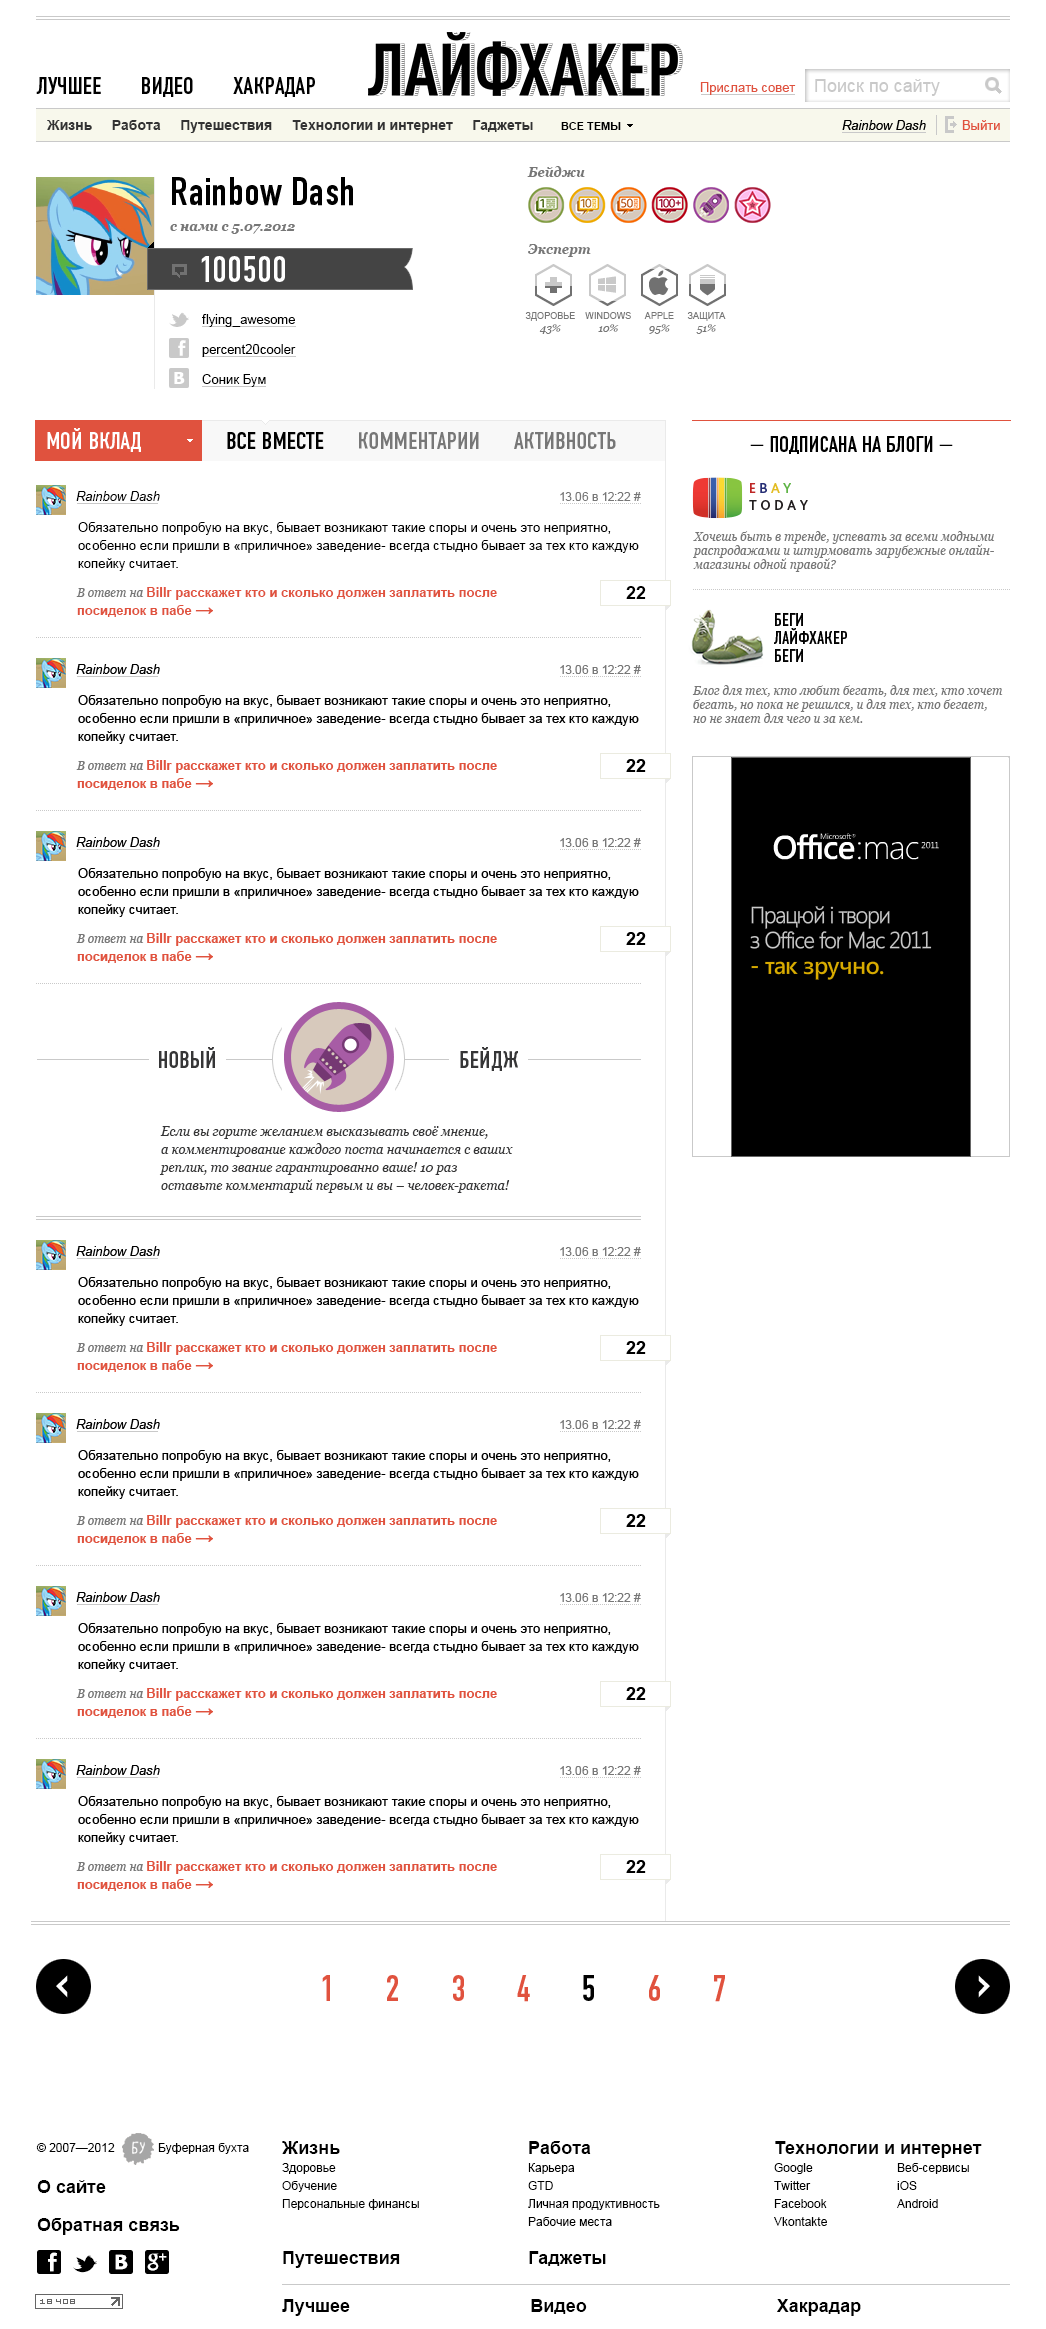 ЛАЙФХАКЕР
ЛУЧШЕЕ ВИДЕО ХАКРАДАР
Прислать совет
Поиск по сайту
Жизнь Работа Путешествия Технологии и интернет Гаджеты ВСЕ ТЕМЫ
Rainbow Dash Выйти
Rainbow Dash
с нами с 5.07.2012
100500
flying_awesome
percent20cooler
Соник Бум
Бейджи
1 10 50 100+
Эксперт
ЗДОРОВЬЕ WINDOWS APPLE ЗАЩИТА
43% 10% 95% 51%
МОЙ ВКЛАД ВСЕ ВМЕСТЕ КОММЕНТАРИИ АКТИВНОСТЬ
Rainbow Dash 13.06 в 12:22 #
Обязательно попробую на вкус, бывает возникают такие споры и очень это неприятно,
особенно если пришли в «приличное» заведение- всегда стыдно бывает за тех кто каждую
копейку считает.
В ответ на Billr расскажет кто и сколько должен заплатить после
посиделок в пабе →
22
Rainbow Dash 13.06 в 12:22 #
Обязательно попробую на вкус, бывает возникают такие споры и очень это неприятно,
особенно если пришли в «приличное» заведение- всегда стыдно бывает за тех кто каждую
копейку считает.
В ответ на Billr расскажет кто и сколько должен заплатить после
посиделок в пабе →
22
Rainbow Dash 13.06 в 12:22 #
Обязательно попробую на вкус, бывает возникают такие споры и очень это неприятно,
особенно если пришли в «приличное» заведение- всегда стыдно бывает за тех кто каждую
копейку считает.
В ответ на Billr расскажет кто и сколько должен заплатить после
посиделок в пабе →
22
НОВЫЙ БЕЙДЖ
Если вы горите желанием высказывать своё мнение,
а комментирование каждого поста начинается с ваших
реплик, то звание гарантированно ваше! 10 раз
оставьте комментарий первым и вы – человек-ракета!
Rainbow Dash 13.06 в 12:22 #
Обязательно попробую на вкус, бывает возникают такие споры и очень это неприятно,
особенно если пришли в «приличное» заведение- всегда стыдно бывает за тех кто каждую
копейку считает.
В ответ на Billr расскажет кто и сколько должен заплатить после
посиделок в пабе →
22
Rainbow Dash 13.06 в 12:22 #
Обязательно попробую на вкус, бывает возникают такие споры и очень это неприятно,
особенно если пришли в «приличное» заведение- всегда стыдно бывает за тех кто каждую
копейку считает.
В ответ на Billr расскажет кто и сколько должен заплатить после
посиделок в пабе →
22
Rainbow Dash 13.06 в 12:22 #
Обязательно попробую на вкус, бывает возникают такие споры и очень это неприятно,
особенно если пришли в «приличное» заведение- всегда стыдно бывает за тех кто каждую
копейку считает.
В ответ на Billr расскажет кто и сколько должен заплатить после
посиделок в пабе →
22
Rainbow Dash 13.06 в 12:22 #
Обязательно попробую на вкус, бывает возникают такие споры и очень это неприятно,
особенно если пришли в «приличное» заведение- всегда стыдно бывает за тех кто каждую
копейку считает.
В ответ на Billr расскажет кто и сколько должен заплатить после
посиделок в пабе →
22
— ПОДПИСАНА НА БЛОГИ —
EBAY
TODAY
Хочешь быть в тренде, успевать за всеми модными
распродажами и штурмовать зарубежные онлайн-
магазины одной правой?
БЕГИ
ЛАЙФХАКЕР
БЕГИ
Блог для тех, кто любит бегать, для тех, кто хочет
бегать, но пока не решился, и для тех, кто бегает,
но не знает для чего и за кем.
Microsoft®
Office:mac 2011
Працюй і твори
з Office for Mac 2011
- так зручно.
1 2 3 4 5 6 7
© 2007—2012 БУ Буферная бухта
О сайте
Обратная связь
18 408
Жизнь
Здоровье
Обучение
Персональные финансы
Работа
Карьера
GTD
Личная продуктивность
Рабочие места
Технологии и интернет
Google Веб-сервисы
Twitter iOS
Facebook Android
Vkontakte
Путешествия Гаджеты
Лучшее Видео Хакрадар